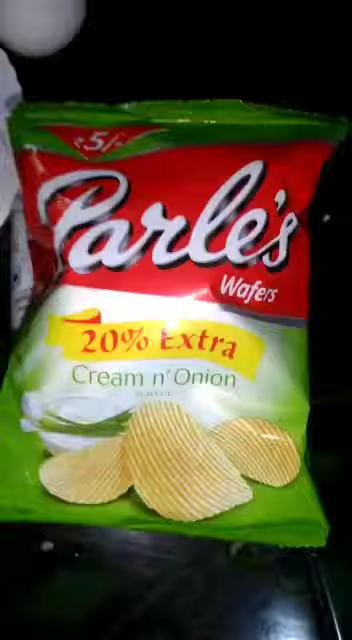 ₹5/-
Parle's
Wafers
20% Extra
Cream n' Onion